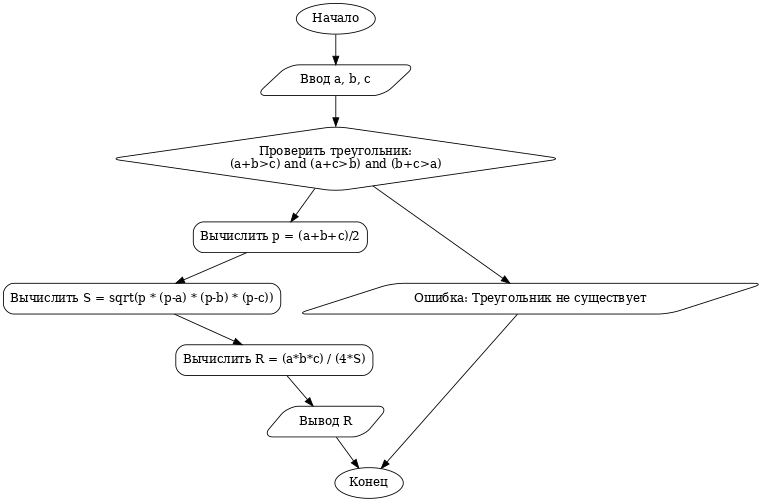 Начало
Ввод a, b, c
Проверить треугольник:
(a+b>c) and (a+c>b) and (b+c>a)
Вычислить p = (a+b+c)/2
Вычислить S = sqrt(p * (p-a) * (p-b) * (p-c))
Ошибка: Треугольник не существует
Вычислить R = (a*b*c) / (4*S)
Вывод R
Конец